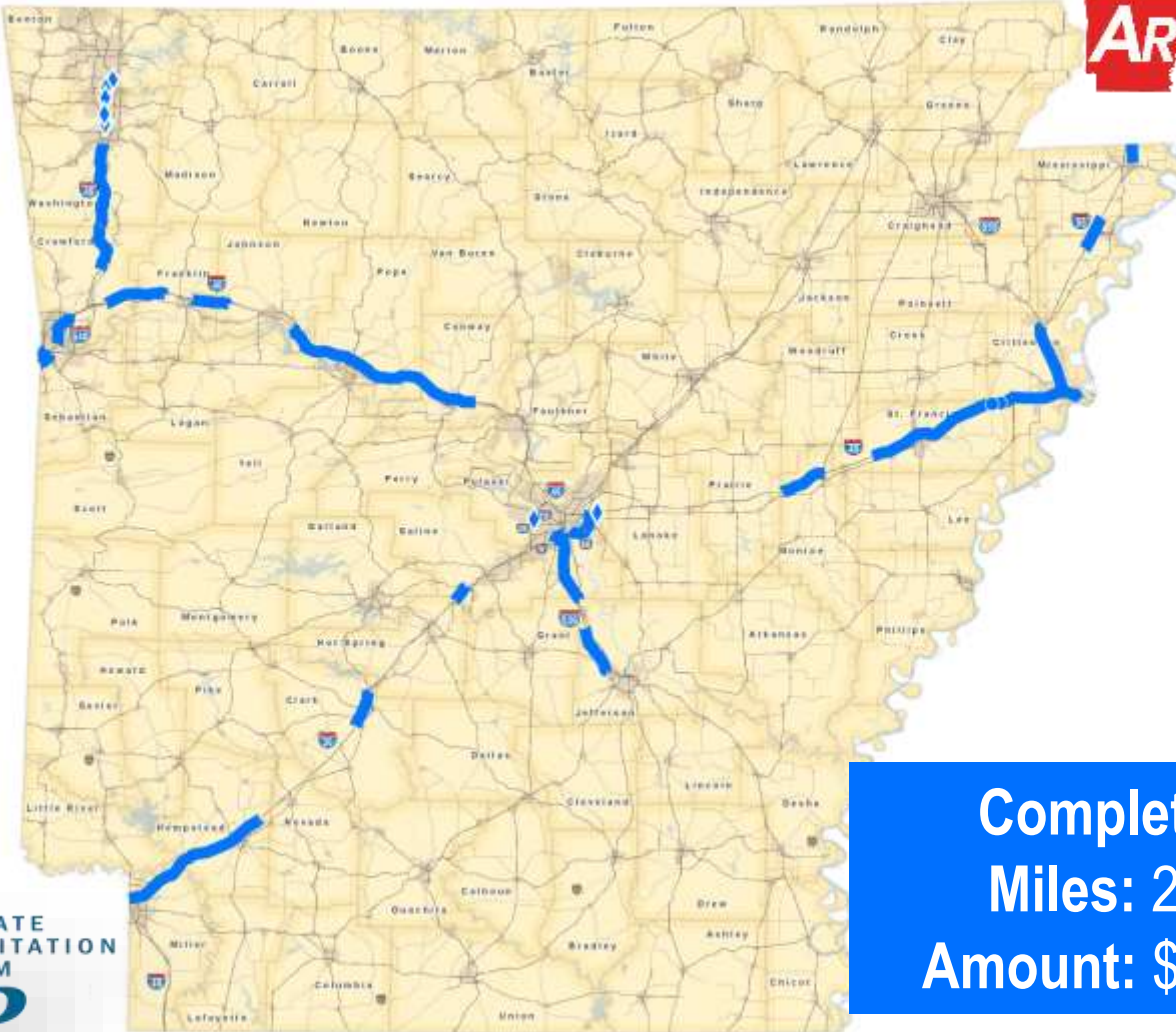 Benton
Boone
Marion
Fulton
Randolph
Clay
AR
Carroll
Baxter
Sharp
Greene
Izard
Lawrence
Mississippi
Madison
Searcy
Stone
Independence
Washington
Newton
Craighead
Crawford
Johnson
Van Buren
Cleburne
Franklin
Pope
Jackson
Poinsett
Conway
Cross
White
Woodruff
Crittenden
Sebastian
Logan
Faulkner
St. Francis
Yell
Perry
Pulaski
Prairie
Scott
Garland
Saline
Lonoke
Lee
Monroe
Polk
Montgomery
Hot Spring
Grant
Arkansas
Phillips
Howard
Pike
Clark
Sevier
Jefferson
Dallas
Lincoln
Little River
Hempstead
Nevada
Cleveland
Desha
Calhoun
Ouachita
Drew
Miller
Bradley
Ashley
Columbia
Chicot
Lafayette
Union
ATE
ITATION
M
Complet
Miles: 2
Amount: $